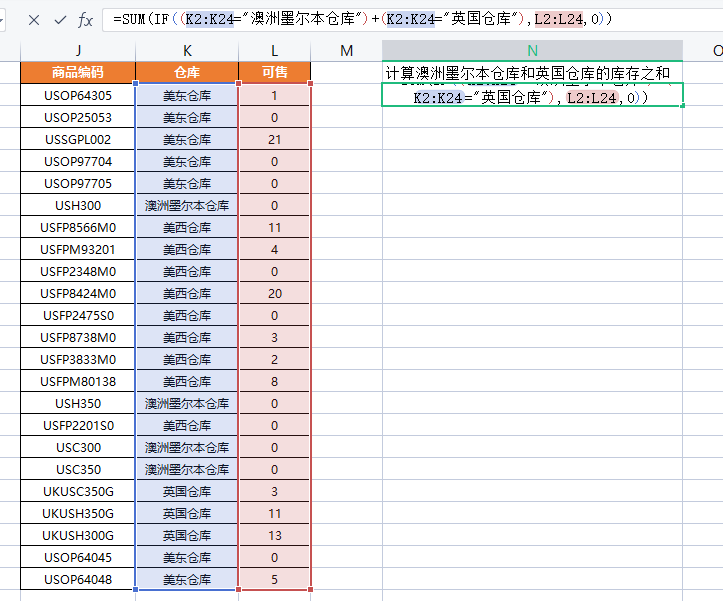 =SUM(IF((K2:K24="澳洲墨尔本仓库")+(K2:K24="英国仓库"),L2:L24,0))
J K L M N O
商品编码 仓库 可售 计算澳洲墨尔本仓库和英国仓库的库存之和
USOP64305 美东仓库 1 K2:K24="英国仓库"), L2:L24,0))
USOP25053 美东仓库 0
USSGPL002 美东仓库 21
USOP97704 美东仓库 0
USOP97705 美东仓库 0
USH300 澳洲墨尔本仓库 0
USFP8566M0 美西仓库 11
USFPM93201 美西仓库 4
USFP2348M0 美西仓库 0
USFP8424M0 美西仓库 20
USFP2475S0 美西仓库 0
USFP8738M0 美西仓库 3
USFP3833M0 美西仓库 2
USFPM80138 美西仓库 8
USH350 澳洲墨尔本仓库 0
USFP2201S0 美西仓库 0
USC300 澳洲墨尔本仓库 0
USC350 澳洲墨尔本仓库 0
UKUSC350G 英国仓库 3
UKUSH350G 英国仓库 11
UKUSH300G 英国仓库 13
USOP64045 美东仓库 0
USOP64048 美东仓库 5